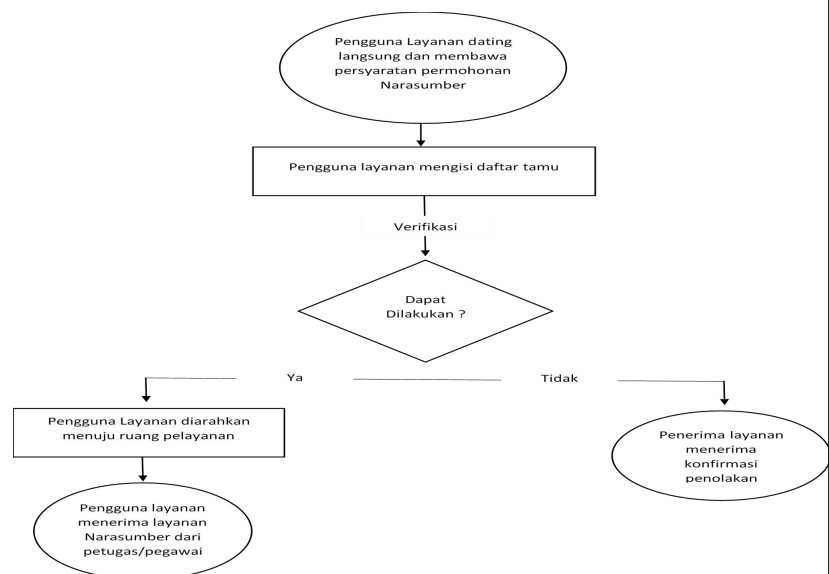 Pengguna Layanan dating
langsung dan membawa
persyaratan permohonan
Narasumber
Pengguna layanan mengisi daftar tamu
Verifikasi
Dapat
Dilakukan ?
Ya
Tidak
Pengguna Layanan diarahkan
menuju ruang pelayanan
Penerima layanan
menerima
konfirmasi
penolakan
Pengguna layanan
menerima layanan
Narasumber dari
petugas/pegawai